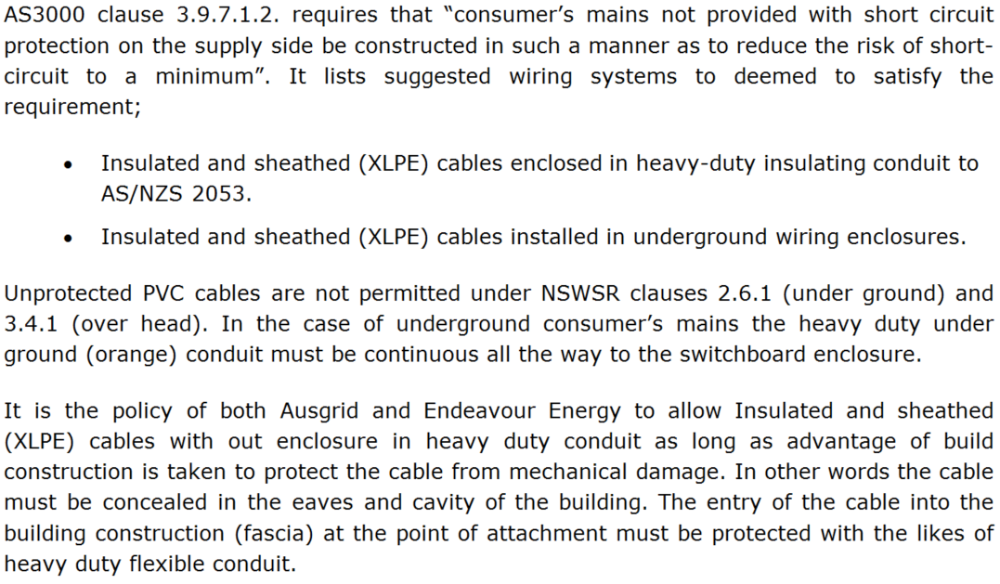 AS3000 clause 3.9.7.1.2. requires that “consumer’s mains not provided with short circuit
protection on the supply side be constructed in such a manner as to reduce the risk of short-
circuit to a minimum”. It lists suggested wiring systems to deemed to satisfy the
requirement;
• Insulated and sheathed (XLPE) cables enclosed in heavy-duty insulating conduit to
AS/NZS 2053.
• Insulated and sheathed (XLPE) cables installed in underground wiring enclosures.
Unprotected PVC cables are not permitted under NSWSR clauses 2.6.1 (under ground) and
3.4.1 (over head). In the case of underground consumer’s mains the heavy duty under
ground (orange) conduit must be continuous all the way to the switchboard enclosure.
It is the policy of both Ausgrid and Endeavour Energy to allow Insulated and sheathed
(XLPE) cables with out enclosure in heavy duty conduit as long as advantage of build
construction is taken to protect the cable from mechanical damage. In other words the cable
must be concealed in the eaves and cavity of the building. The entry of the cable into the
building construction (fascia) at the point of attachment must be protected with the likes of
heavy duty flexible conduit.